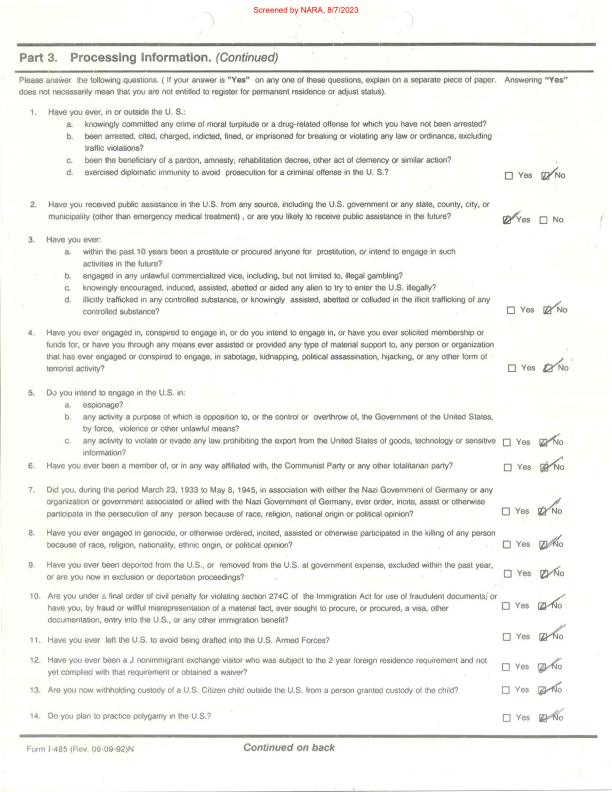 Screened by NARA, 8/7/2023
Part 3. Processing Information. (Continued)
Please answer the following questions. ( If your answer is "Yes" on any one of these questions, explain on a separate piece of paper. Answering "Yes"
does not necessarily mean that you are not entitled to register for permanent residence or adjust status).
1. Have you ever, in or outside the U. S.:
a. knowingly committed any crime of moral turpitude or a drug-related offense for which you have not been arrested?
b. been arrested, cited, charged, indicted, fined, or imprisoned for breaking or violating any law or ordinance, excluding
traffic violations?
c. been the beneficiary of a pardon, amnesty, rehabilitation decree, other act of clemency or similar action?
d. exercised diplomatic immunity to avoid prosecution for a criminal offense in the U. S.? Yes No
2. Have you received public assistance in the U.S. from any source, including the U.S. government or any state, county, city, or
municipality (other than emergency medical treatment) , or are you likely to receive public assistance in the future? Yes No
3. Have you ever:
a. within the past 10 years been a prostitute or procured anyone for prostitution, or intend to engage in such
activities in the future?
b. engaged in any unlawful commercialized vice, including, but not limited to, illegal gambling?
c. knowingly encouraged, induced, assisted, abetted or aided any alien to try to enter the U.S. illegally?
d. illicitly trafficked in any controlled substance, or knowingly assisted, abetted or colluded in the illicit trafficking of any
controlled substance? Yes No
4. Have you ever engaged in, conspired to engage in, or do you intend to engage in, or have you ever solicited membership or
funds for, or have you through any means ever assisted or provided any type of material support to, any person or organization
that has ever engaged or conspired to engage, in sabotage, kidnapping, political assassination, hijacking, or any other form of
terrorist activity? Yes No
5. Do you intend to engage in the U.S. in:
a. espionage?
b. any activity a purpose of which is opposition to, or the control or overthrow of, the Government of the United States,
by force, violence or other unlawful means?
c. any activity to violate or evade any law prohibiting the export from the United States of goods, technology or sensitive Yes No
information?
6. Have you ever been a member of, or in any way affiliated with, the Communist Party or any other totalitarian party? Yes No
7. Did you, during the period March 23, 1933 to May 8, 1945, in association with either the Nazi Government of Germany or any
organization or government associated or allied with the Nazi Government of Germany, ever order, incite, assist or otherwise
participate in the persecution of any person because of race, religion, national origin or political opinion? Yes No
8. Have you ever engaged in genocide, or otherwise ordered, incited, assisted or otherwise participated in the killing of any person
because of race, religion, nationality, ethnic origin, or political opinion? Yes No
9. Have you ever been deported from the U.S., or removed from the U.S. at government expense, excluded within the past year,
or are you now in exclusion or deportation proceedings? Yes No
10. Are you under a final order of civil penalty for violating section 274C of the Immigration Act for use of fraudulent documents, or
have you, by fraud or willful misrepresentation of a material fact, ever sought to procure, or procured, a visa, other Yes No
documentation, entry into the U.S., or any other immigration benefit?
11. Have you ever left the U.S. to avoid being drafted into the U.S. Armed Forces? Yes No
12. Have you ever been a J nonimmigrant exchange visitor who was subject to the 2 year foreign residence requirement and not
yet complied with that requirement or obtained a waiver? Yes No
13. Are you now withholding custody of a U.S. Citizen child outside the U.S. from a person granted custody of the child? Yes No
14. Do you plan to practice polygamy in the U.S.? Yes No
Form I-485 (Rev. 09-09-92)N Continued on back